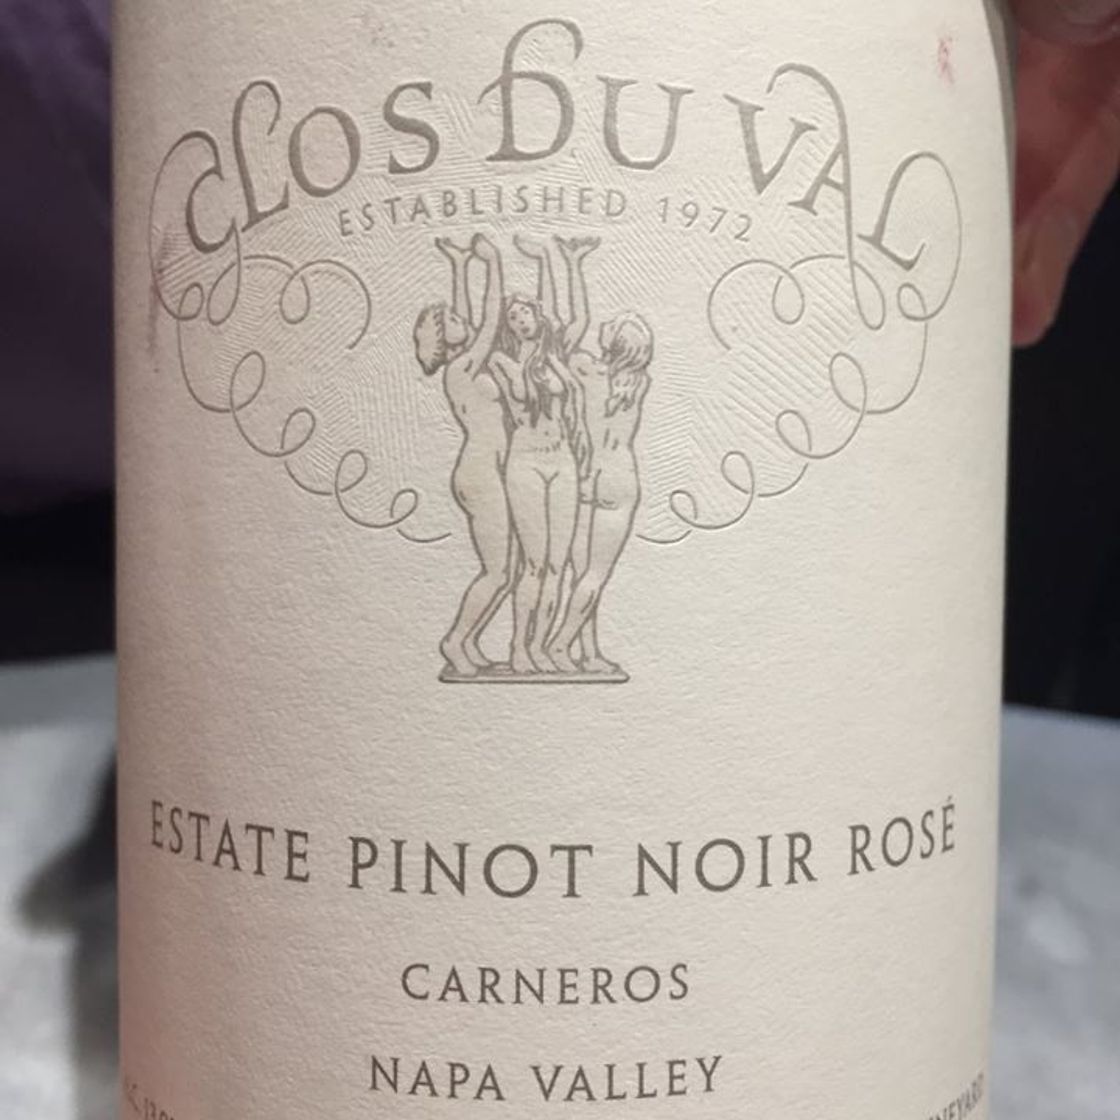 CLOS DU VAL
ESTABLISHED 1972
ESTATE PINOT NOIR ROSÉ
CARNEROS
NAPA VALLEY